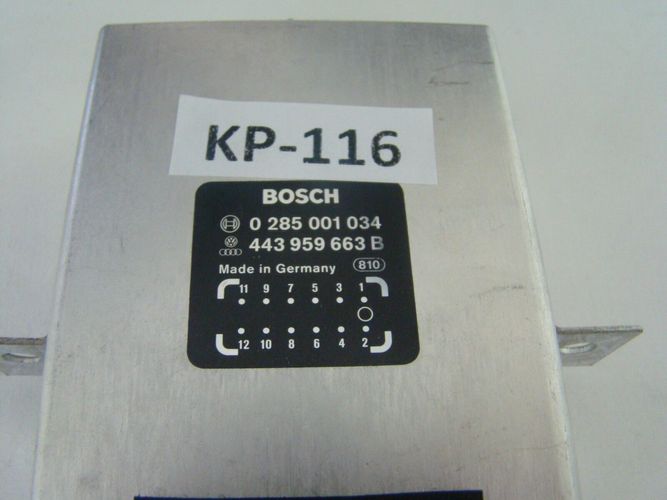 KP-116
BOSCH
0 285 001 034
443 959 663 B
Made in Germany 810
11 9 7 5 3 1
12 10 8 6 4 2